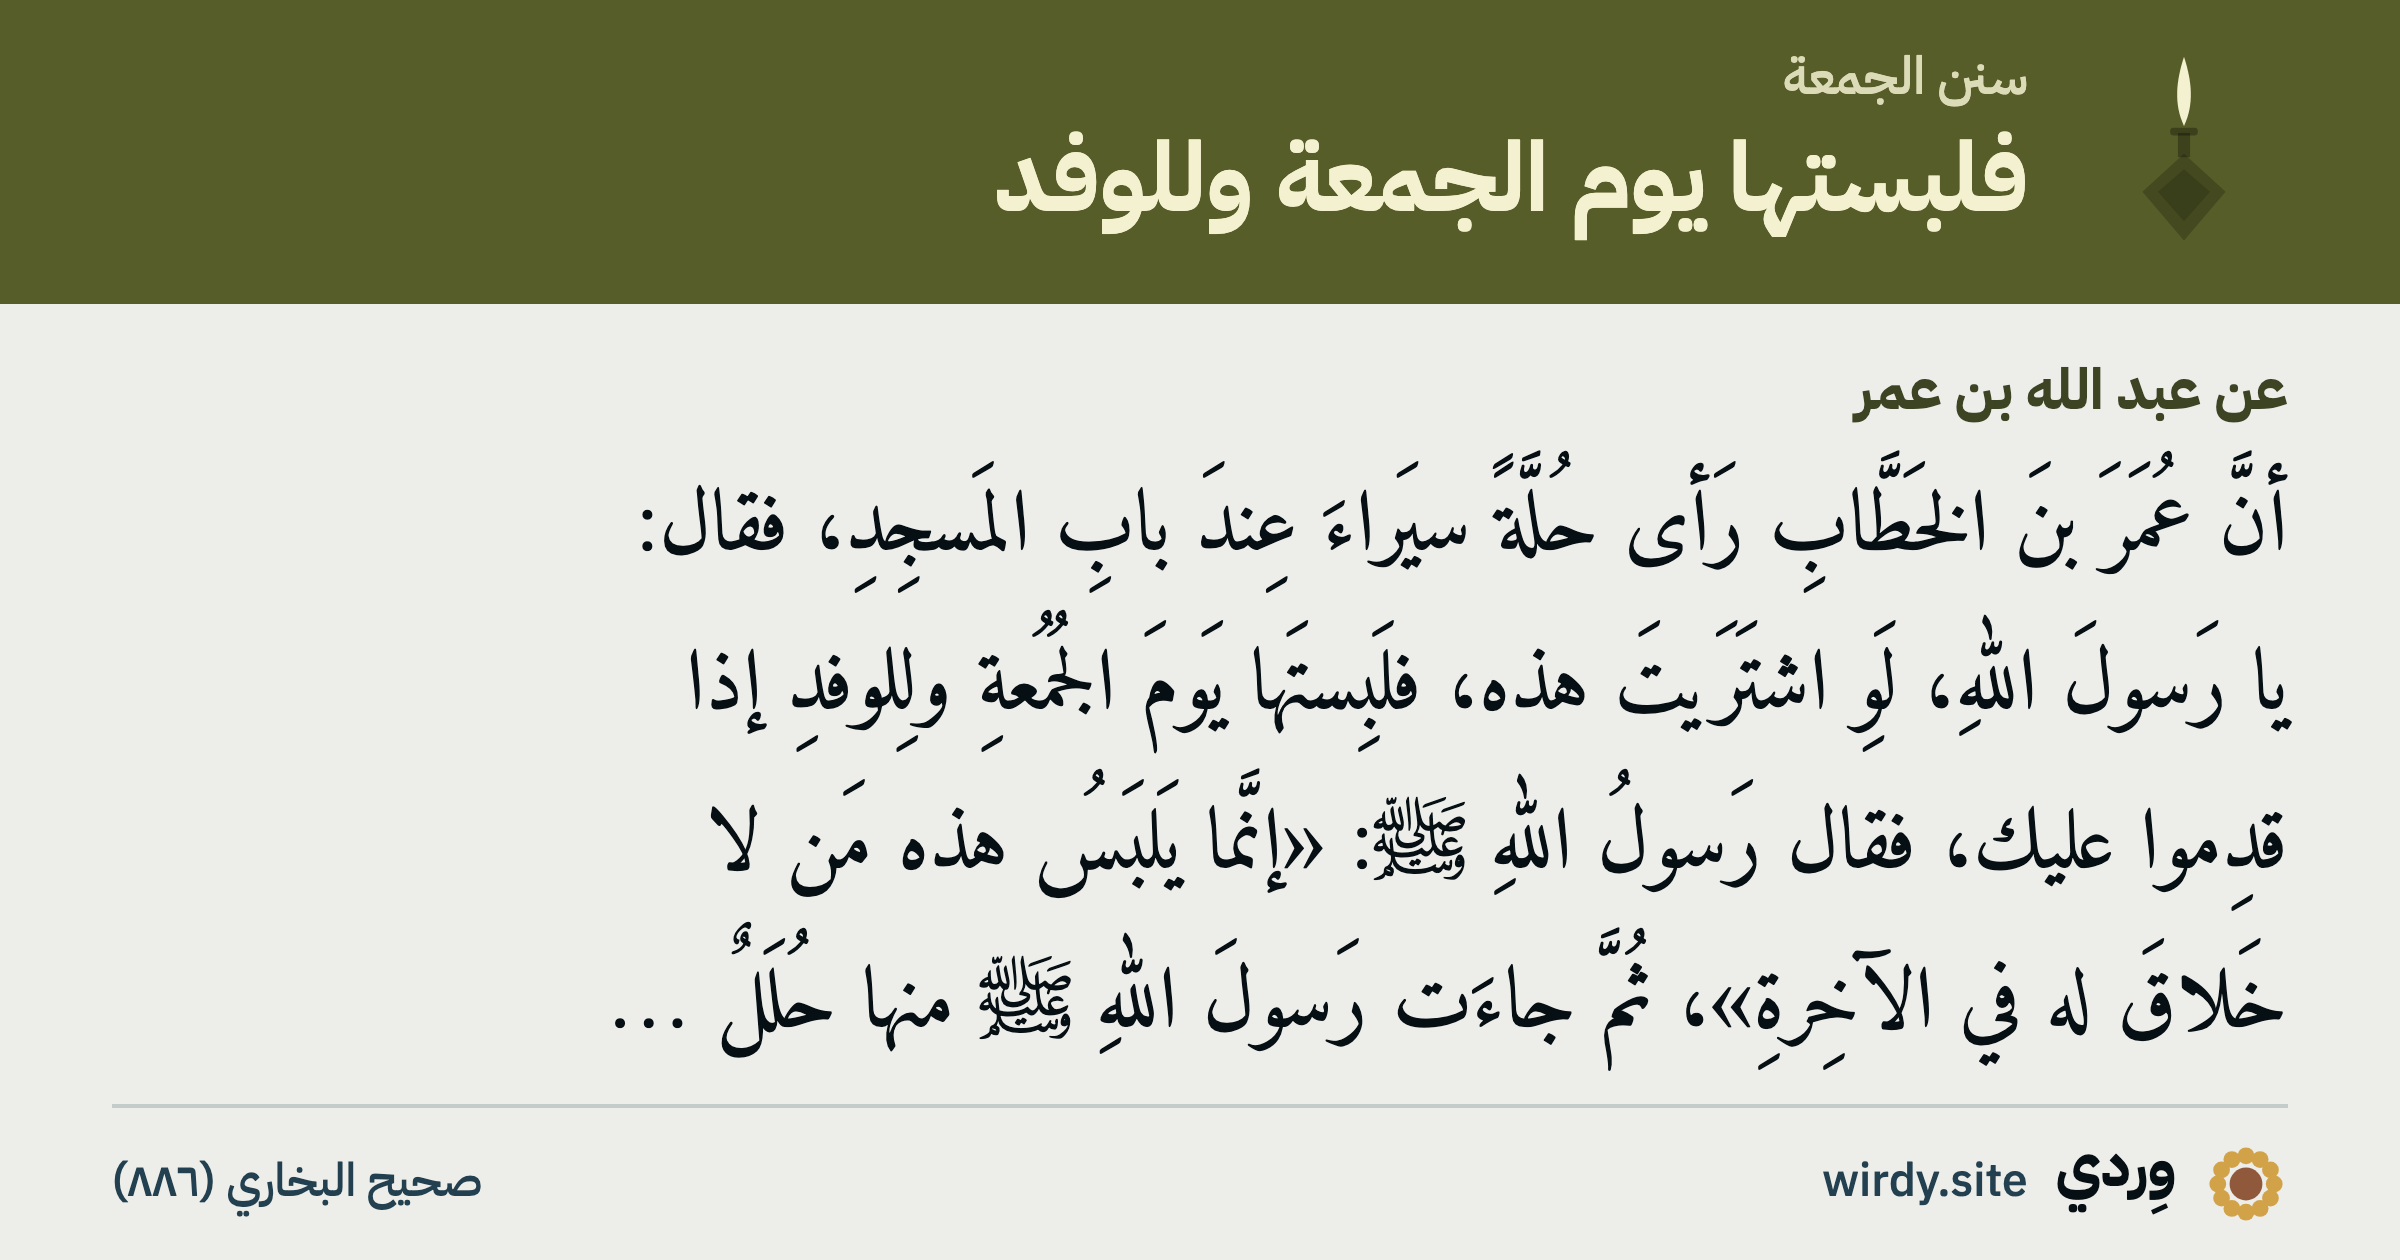 سنن الجمعة
فلبستها يوم الجمعة وللوفد
عن عبد الله بن عمر
أنَّ عُمَرَ بنَ الخَطَّابِ رَأى حُلَّةً سيَراءَ عِندَ بابِ المَسجِدِ، فقال:
يا رَسولَ اللهِ، لَوِ اشتَرَيتَ هذه، فلَبِستَها يَومَ الجُمُعةِ ولِلوفدِ إذا
قدِموا عليك، فقال رَسولُ اللهِ ﷺ: «إنَّما يَلبَسُ هذه مَن لا
خَلاقَ له في الآخِرةِ»، ثُمَّ جاءَت رَسولَ اللهِ ﷺ منها حُلَلٌ ...
وِردي wirdy.site
صحيح البخاري (٨٨٦)